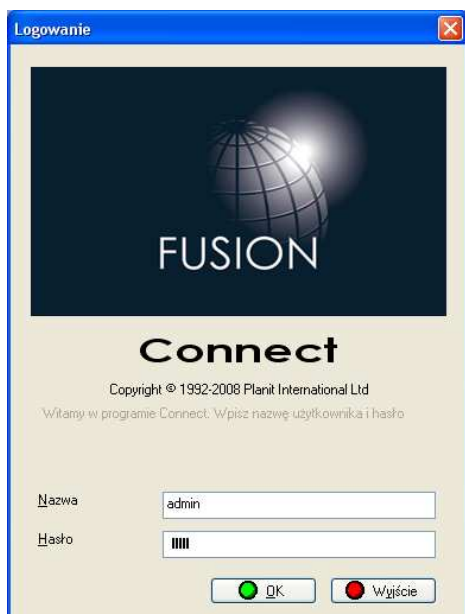 Logowanie
FUSION
Connect
Copyright © 1992-2008 Planit International Ltd
Witamy w programie Connect. Wpisz nazwę użytkownika i hasło
Nazwa
admin
Hasło
OK
Wyjście